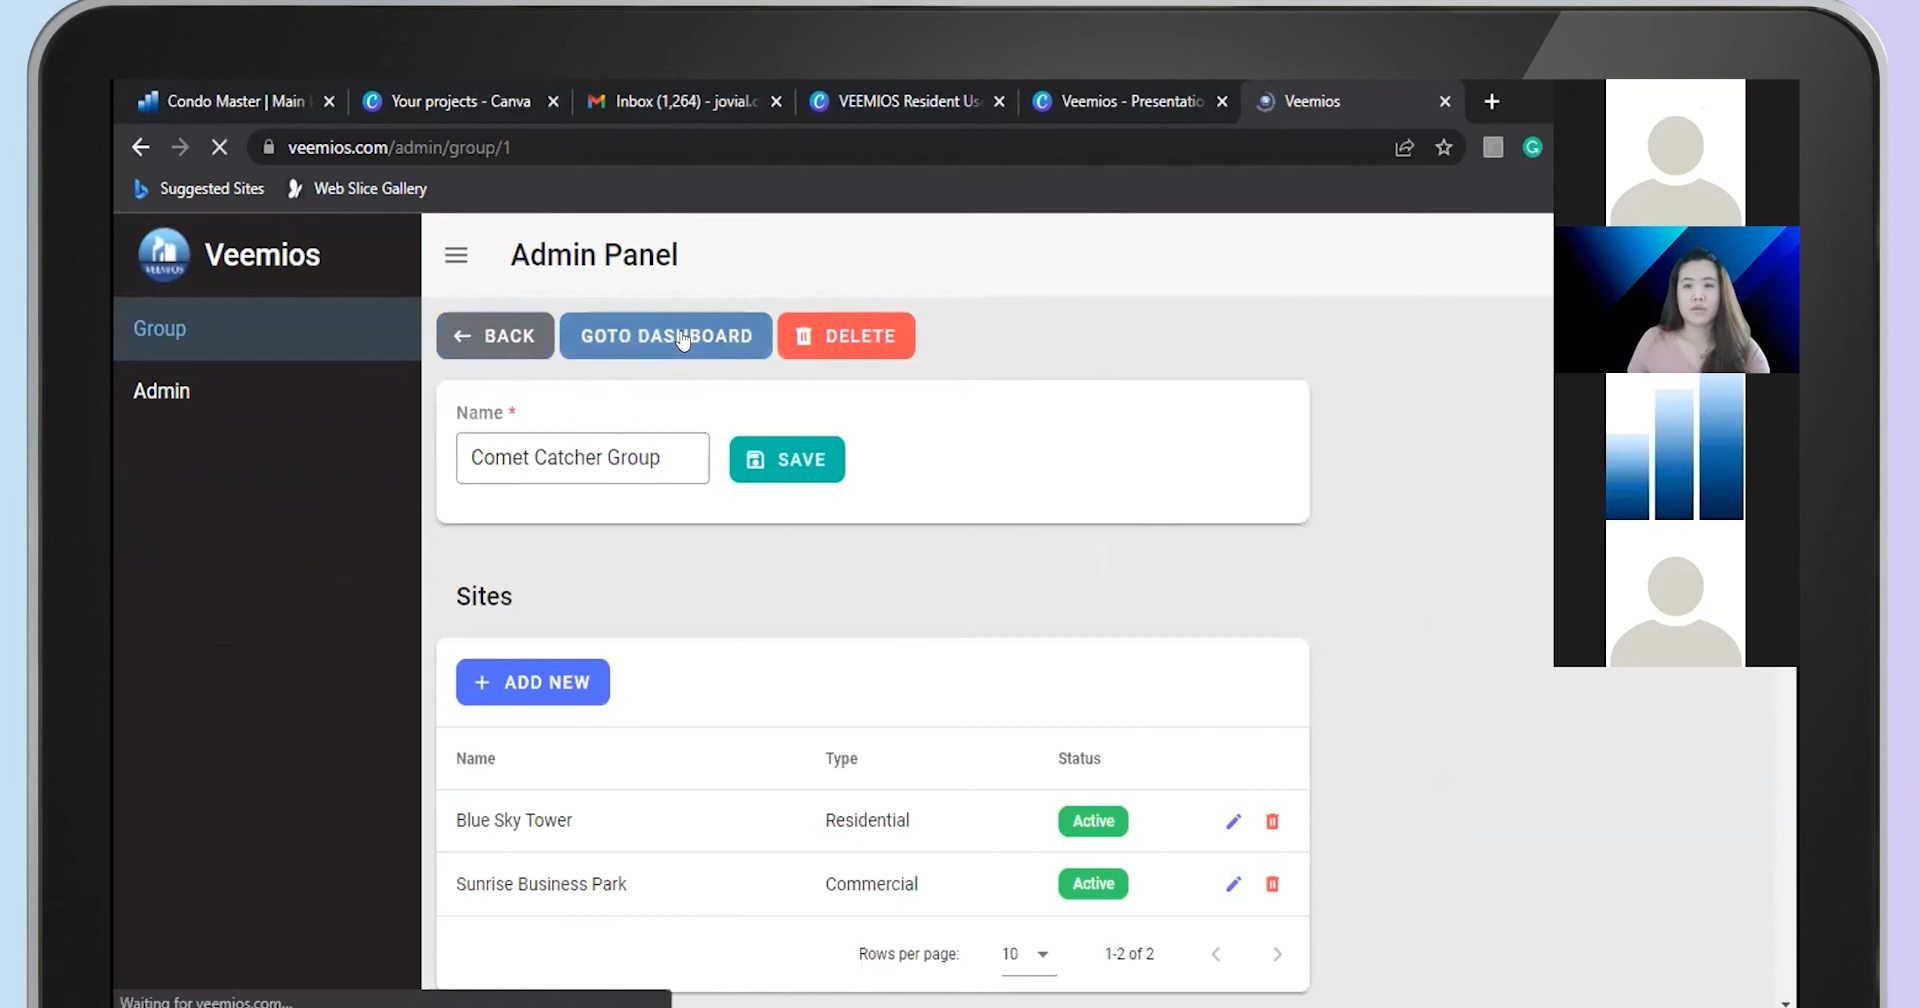 Condo Master | Main
Your projects - Canva
Inbox (1,264) - jovial.c
VEEMIOS Resident Us
Veemios - Presentatio
Veemios
veemios.com/admin/group/1
Suggested Sites
Web Slice Gallery
VEEMIOS
Veemios
Admin Panel
Group
Admin
BACK
GOTO DASHBOARD
DELETE
Name *
Comet Catcher Group
SAVE
Sites
+ ADD NEW
Name Type Status
Blue Sky Tower Residential Active
Sunrise Business Park Commercial Active
Rows per page: 10 1-2 of 2
Waiting for veemios.com...